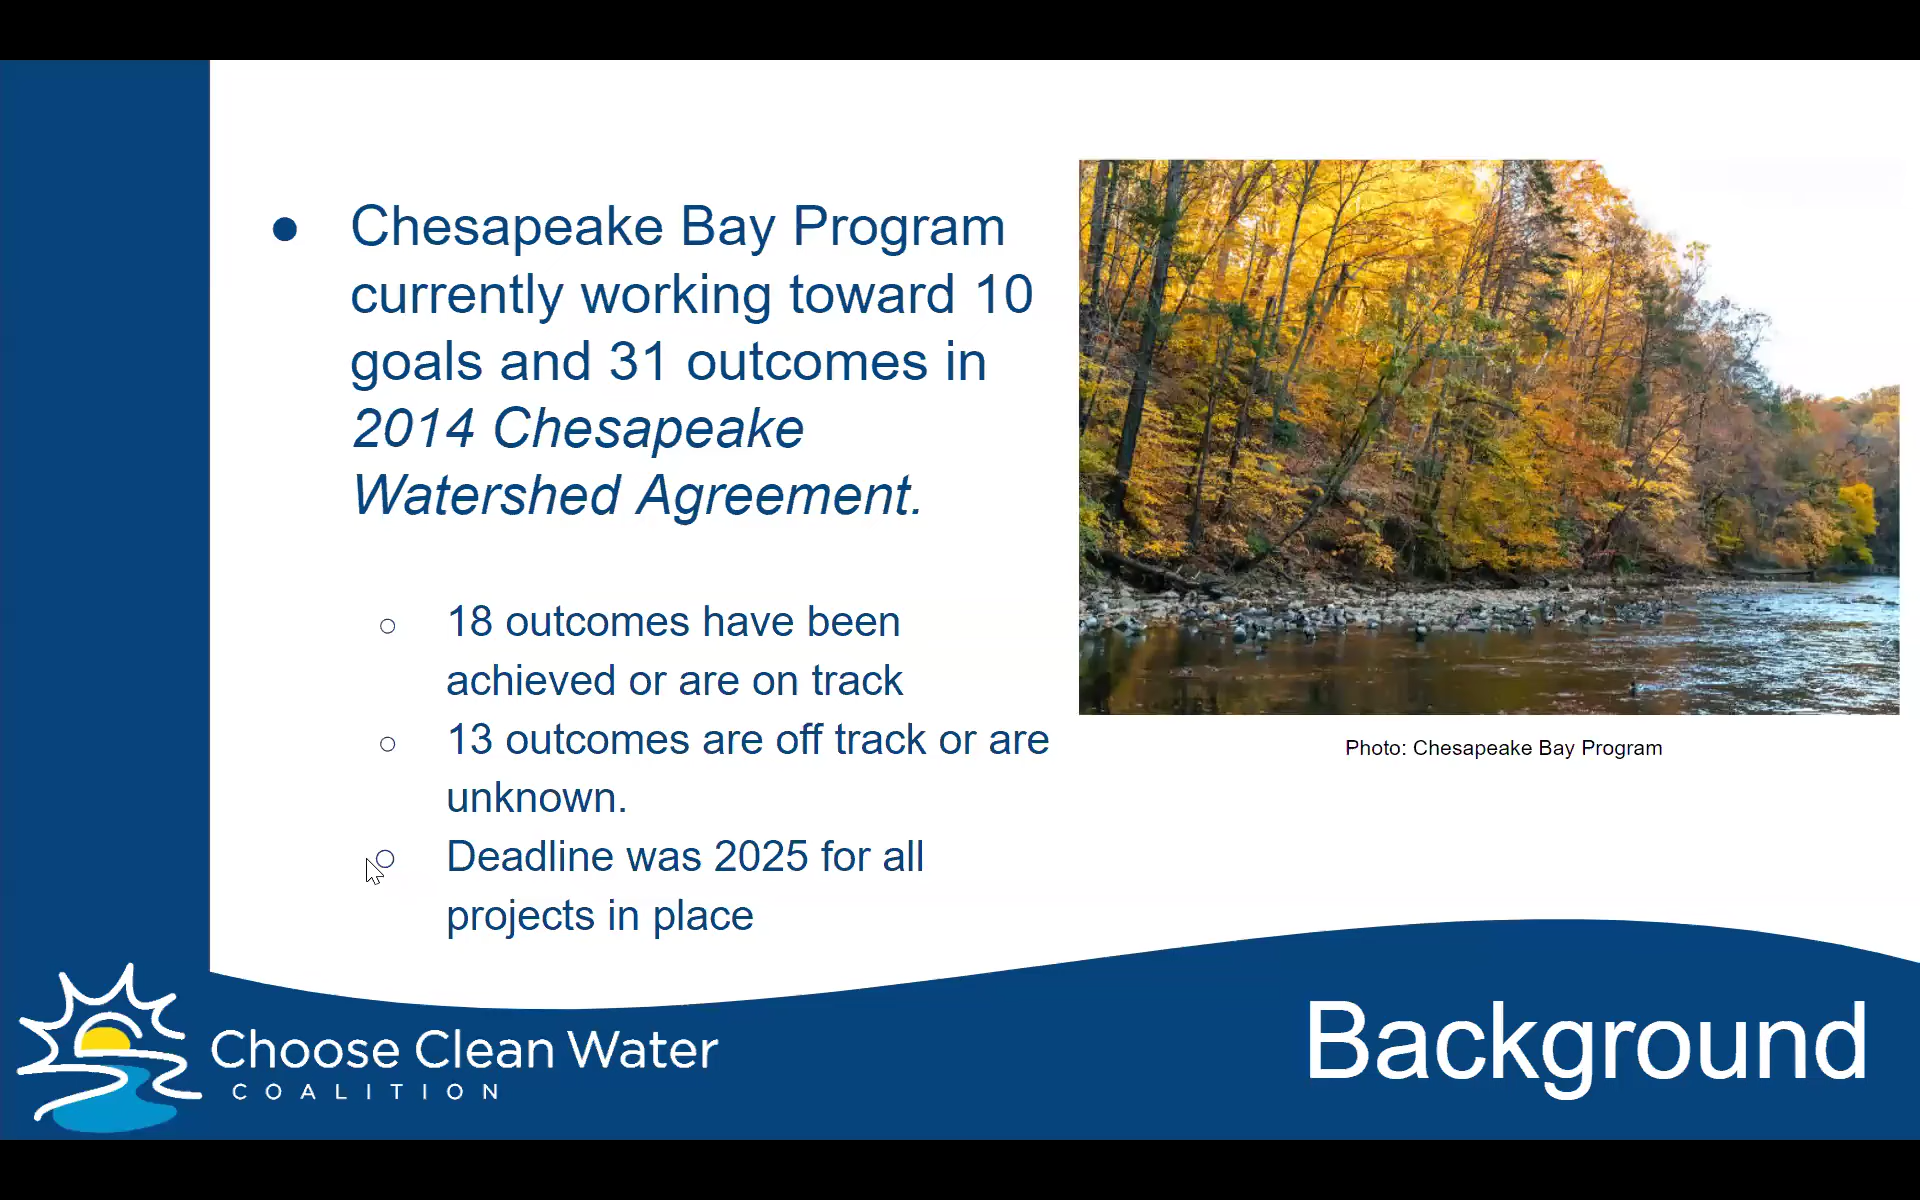 ● Chesapeake Bay Program
currently working toward 10
goals and 31 outcomes in
2014 Chesapeake
Watershed Agreement.
○ 18 outcomes have been
achieved or are on track
○ 13 outcomes are off track or are
unknown.
○ Deadline was 2025 for all
projects in place
Photo: Chesapeake Bay Program
Choose Clean Water
COALITION
Background